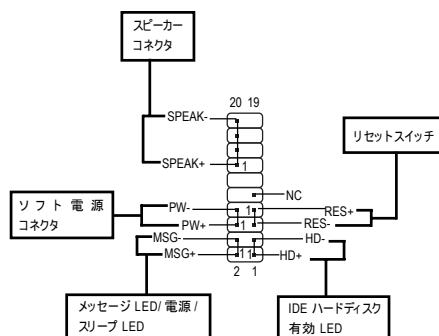 スピーカー
コネクタ
20 19
SPEAK-
リセットスイッチ
SPEAK+
1
NC
ソフト電源
コネクタ
PW-
1
RES+
PW+
1
RES-
MSG-
HD-
MSG+
1 1
HD+
2 1
メッセージ LED/ 電源 /
スリープ LED
IDE ハードディスク
有効 LED